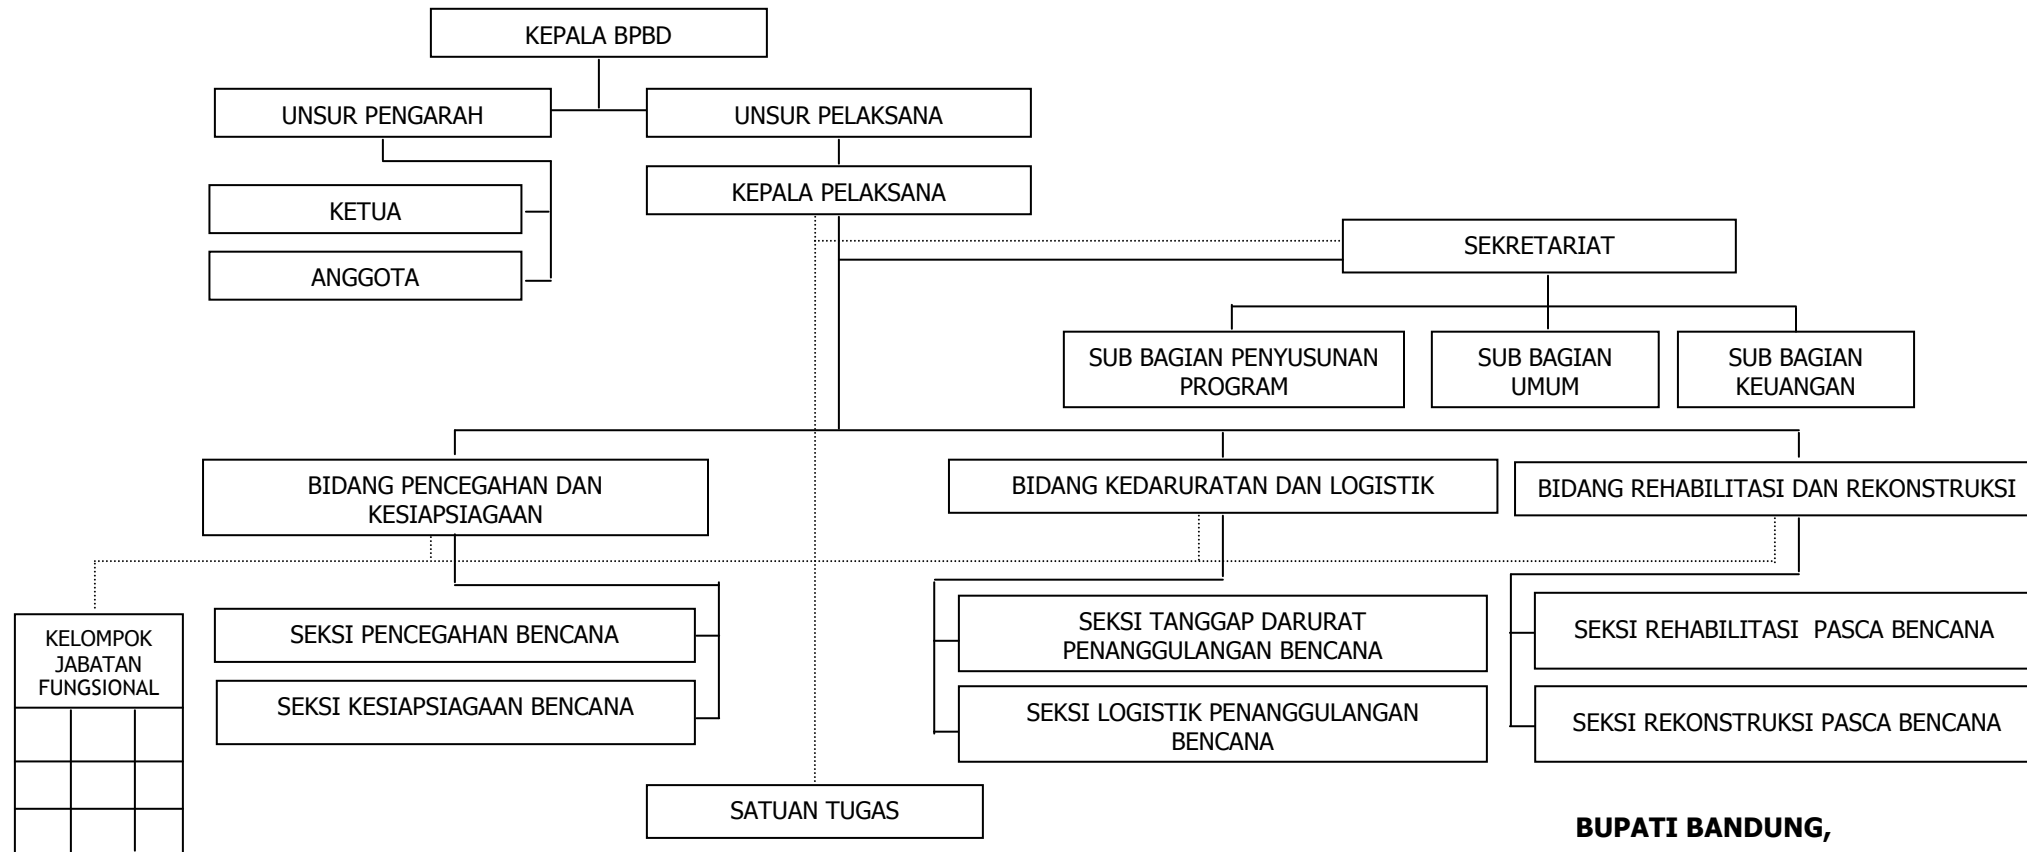 KEPALA BPBD
UNSUR PENGARAH
UNSUR PELAKSANA
KETUA
KEPALA PELAKSANA
ANGGOTA
SEKRETARIAT
SUB BAGIAN PENYUSUNAN
PROGRAM
SUB BAGIAN
UMUM
SUB BAGIAN
KEUANGAN
BIDANG PENCEGAHAN DAN
KESIAPSIAGAAN
BIDANG KEDARURATAN DAN LOGISTIK
BIDANG REHABILITASI DAN REKONSTRUKSI
KELOMPOK
JABATAN
FUNGSIONAL
SEKSI PENCEGAHAN BENCANA
SEKSI KESIAPSIAGAAN BENCANA
SEKSI TANGGAP DARURAT
PENANGGULANGAN BENCANA
SEKSI LOGISTIK PENANGGULANGAN
BENCANA
SEKSI REHABILITASI  PASCA BENCANA
SEKSI REKONSTRUKSI PASCA BENCANA
SATUAN TUGAS
BUPATI BANDUNG,